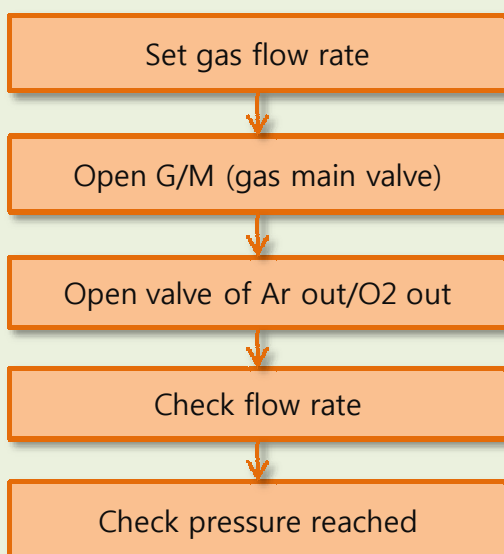 Set gas flow rate
Open G/M (gas main valve)
Open valve of Ar out/O2 out
Check flow rate
Check pressure reached